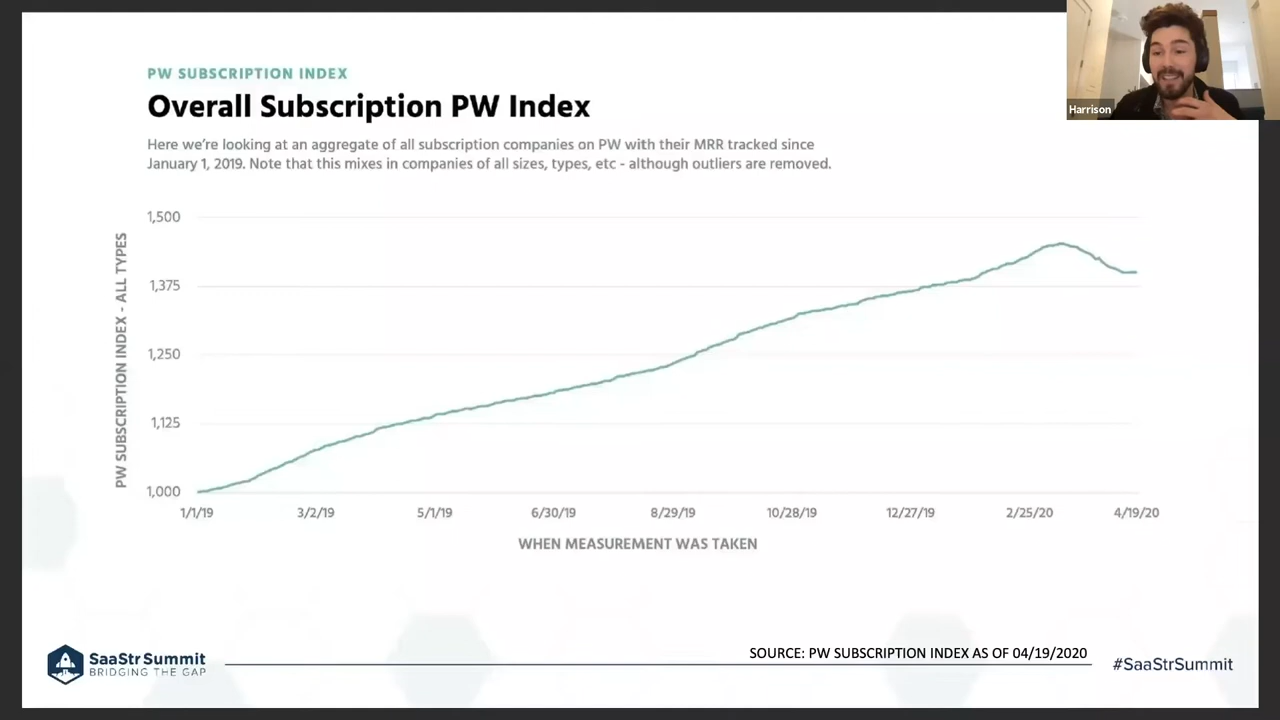 PW SUBSCRIPTION INDEX
Overall Subscription PW Index
Harrison
Here we're looking at an aggregate of all subscription companies on PW with their MRR tracked since
January 1, 2019. Note that this mixes in companies of all sizes, types, etc - although outliers are removed.
PW SUBSCRIPTION INDEX - ALL TYPES
1,500
1,375
1,250
1,125
1,000
1/1/19 3/2/19 5/1/19 6/30/19 8/29/19 10/28/19 12/27/19 2/25/20 4/19/20
WHEN MEASUREMENT WAS TAKEN
SOURCE: PW SUBSCRIPTION INDEX AS OF 04/19/2020
SaaStr Summit
BRIDGING THE GAP
#SaaStrSummit